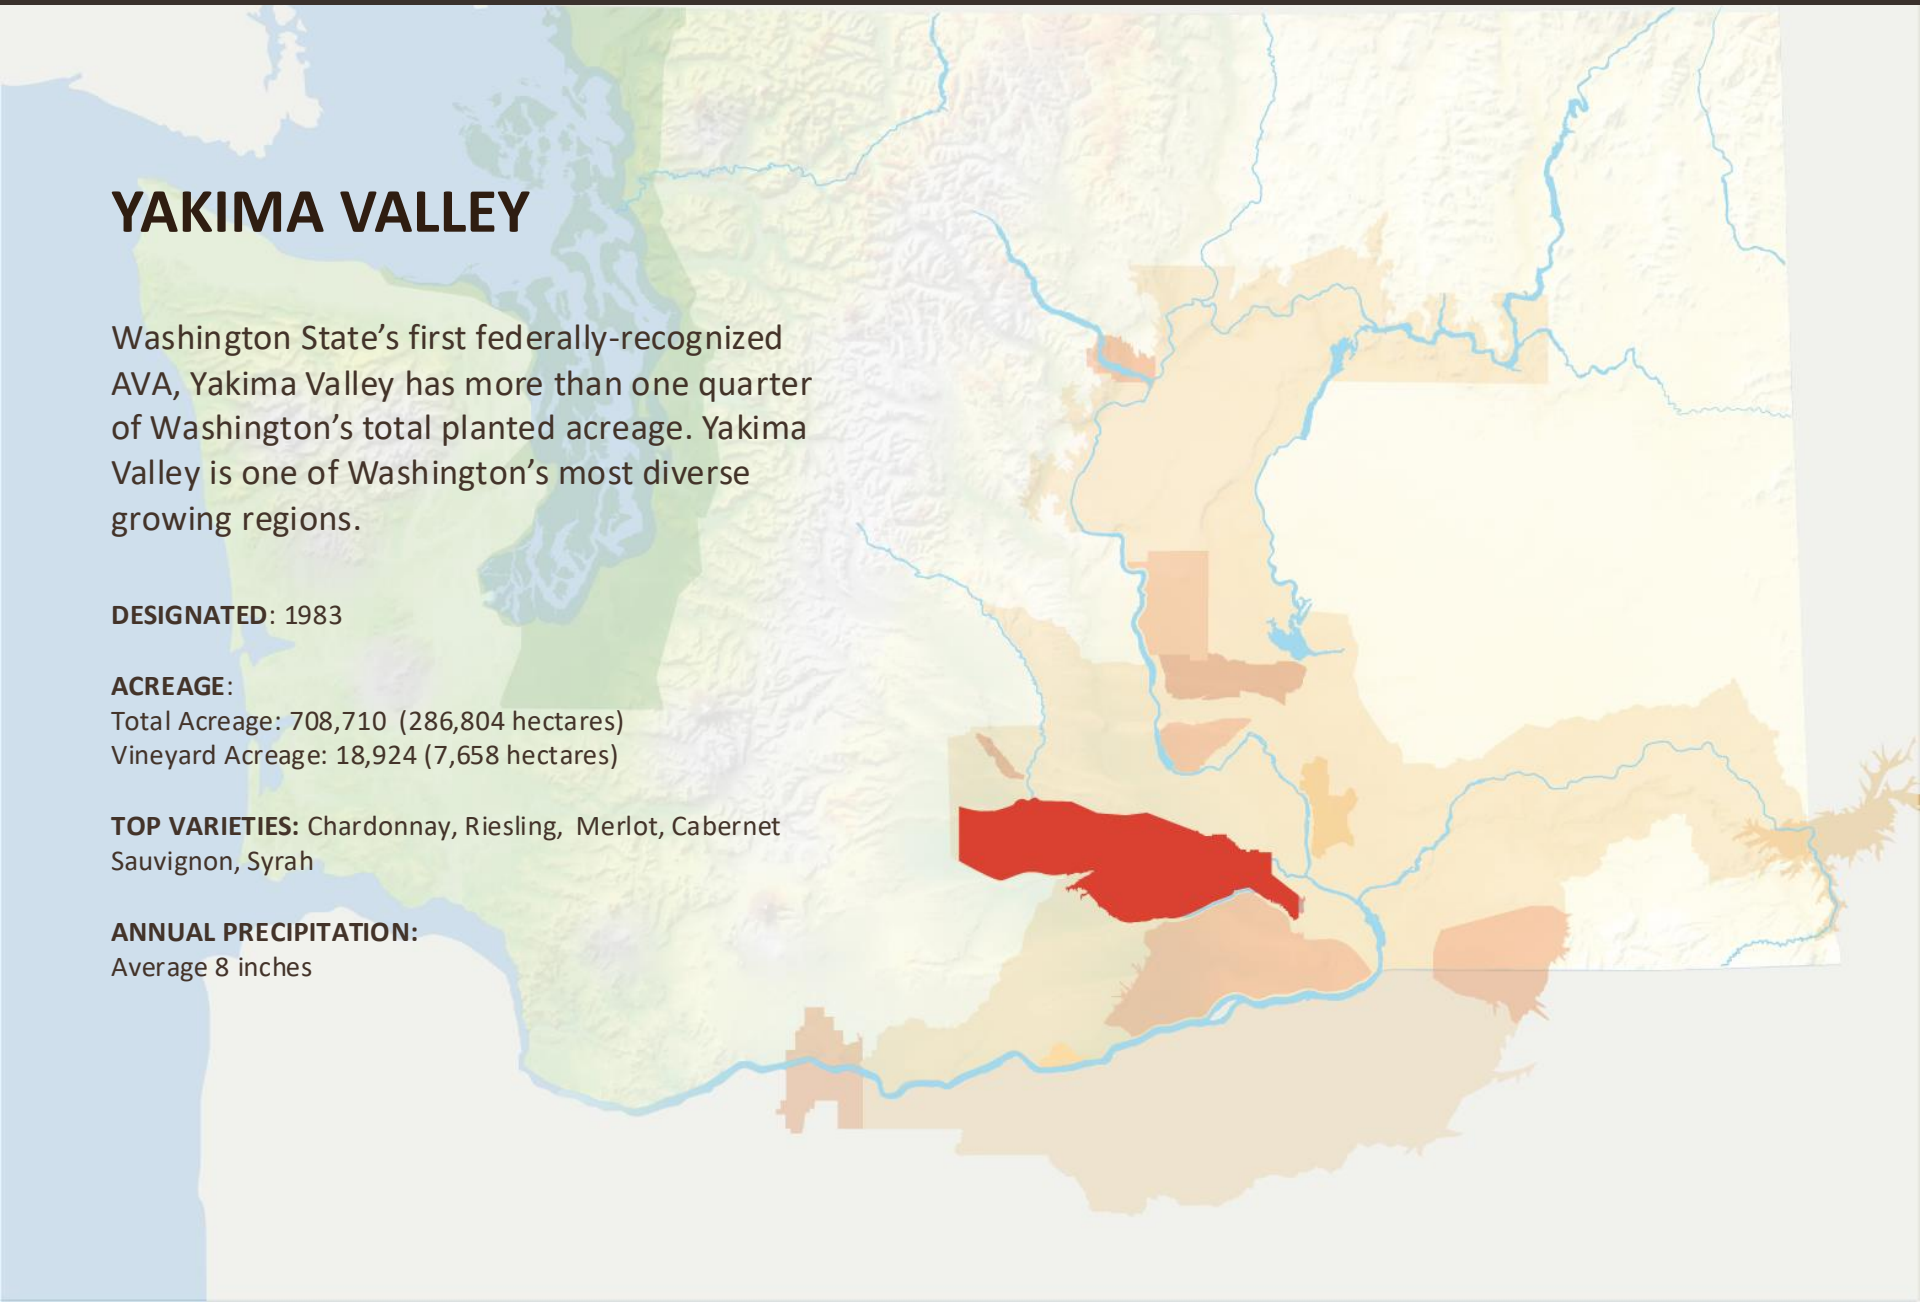 YAKIMA VALLEY
Washington State’s first federally-recognized
AVA, Yakima Valley has more than one quarter
of Washington’s total planted acreage. Yakima
Valley is one of Washington’s most diverse
growing regions.
DESIGNATED: 1983
ACREAGE:
Total Acreage: 708,710 (286,804 hectares)
Vineyard Acreage: 18,924 (7,658 hectares)
TOP VARIETIES: Chardonnay, Riesling, Merlot, Cabernet
Sauvignon, Syrah
ANNUAL PRECIPITATION:
Average 8 inches